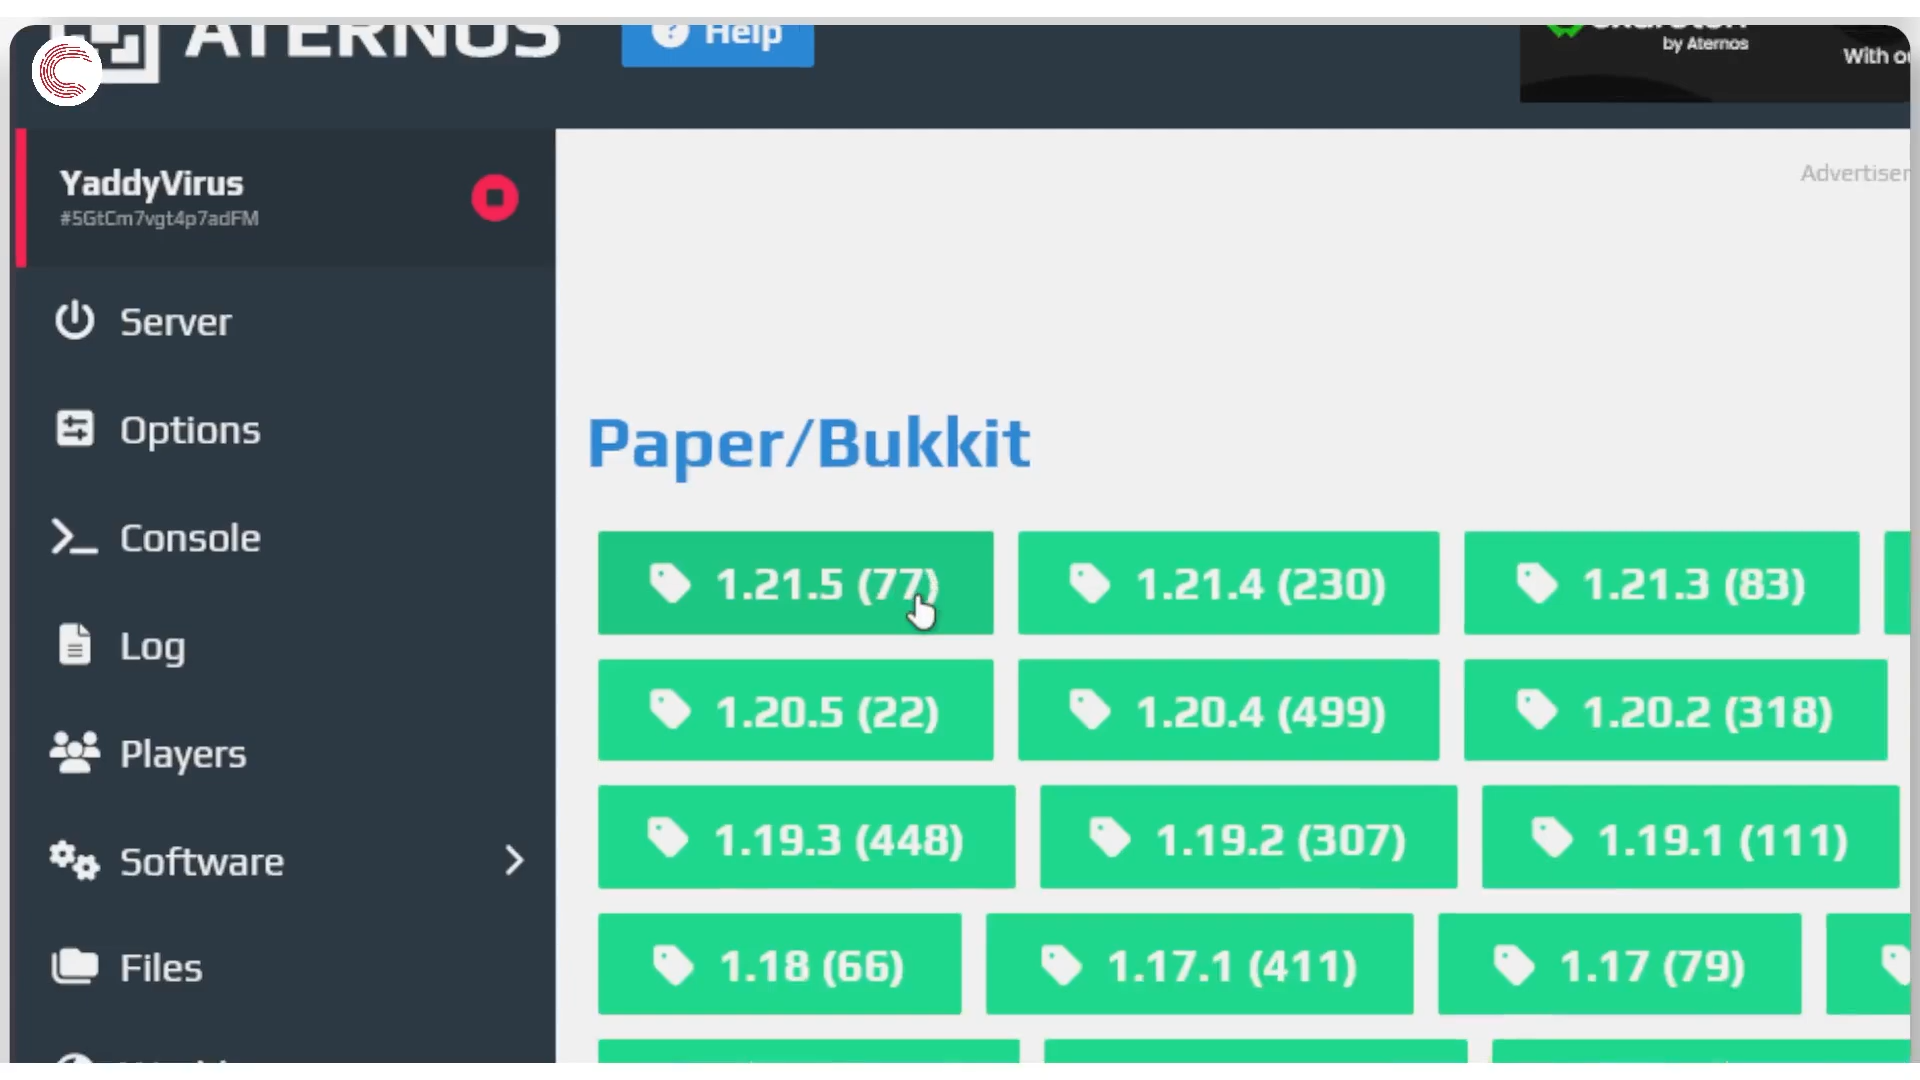 ATERNOS
Help
by Aternos
With
Advertise
YaddyVirus
#5GtCm7vgt4p7adFM
Server
Options
Console
Log
Players
Software
Files
Paper/Bukkit
1.21.5 (77)
1.21.4 (230)
1.21.3 (83)
1.20.5 (22)
1.20.4 (499)
1.20.2 (318)
1.19.3 (448)
1.19.2 (307)
1.19.1 (111)
1.18 (66)
1.17.1 (411)
1.17 (79)